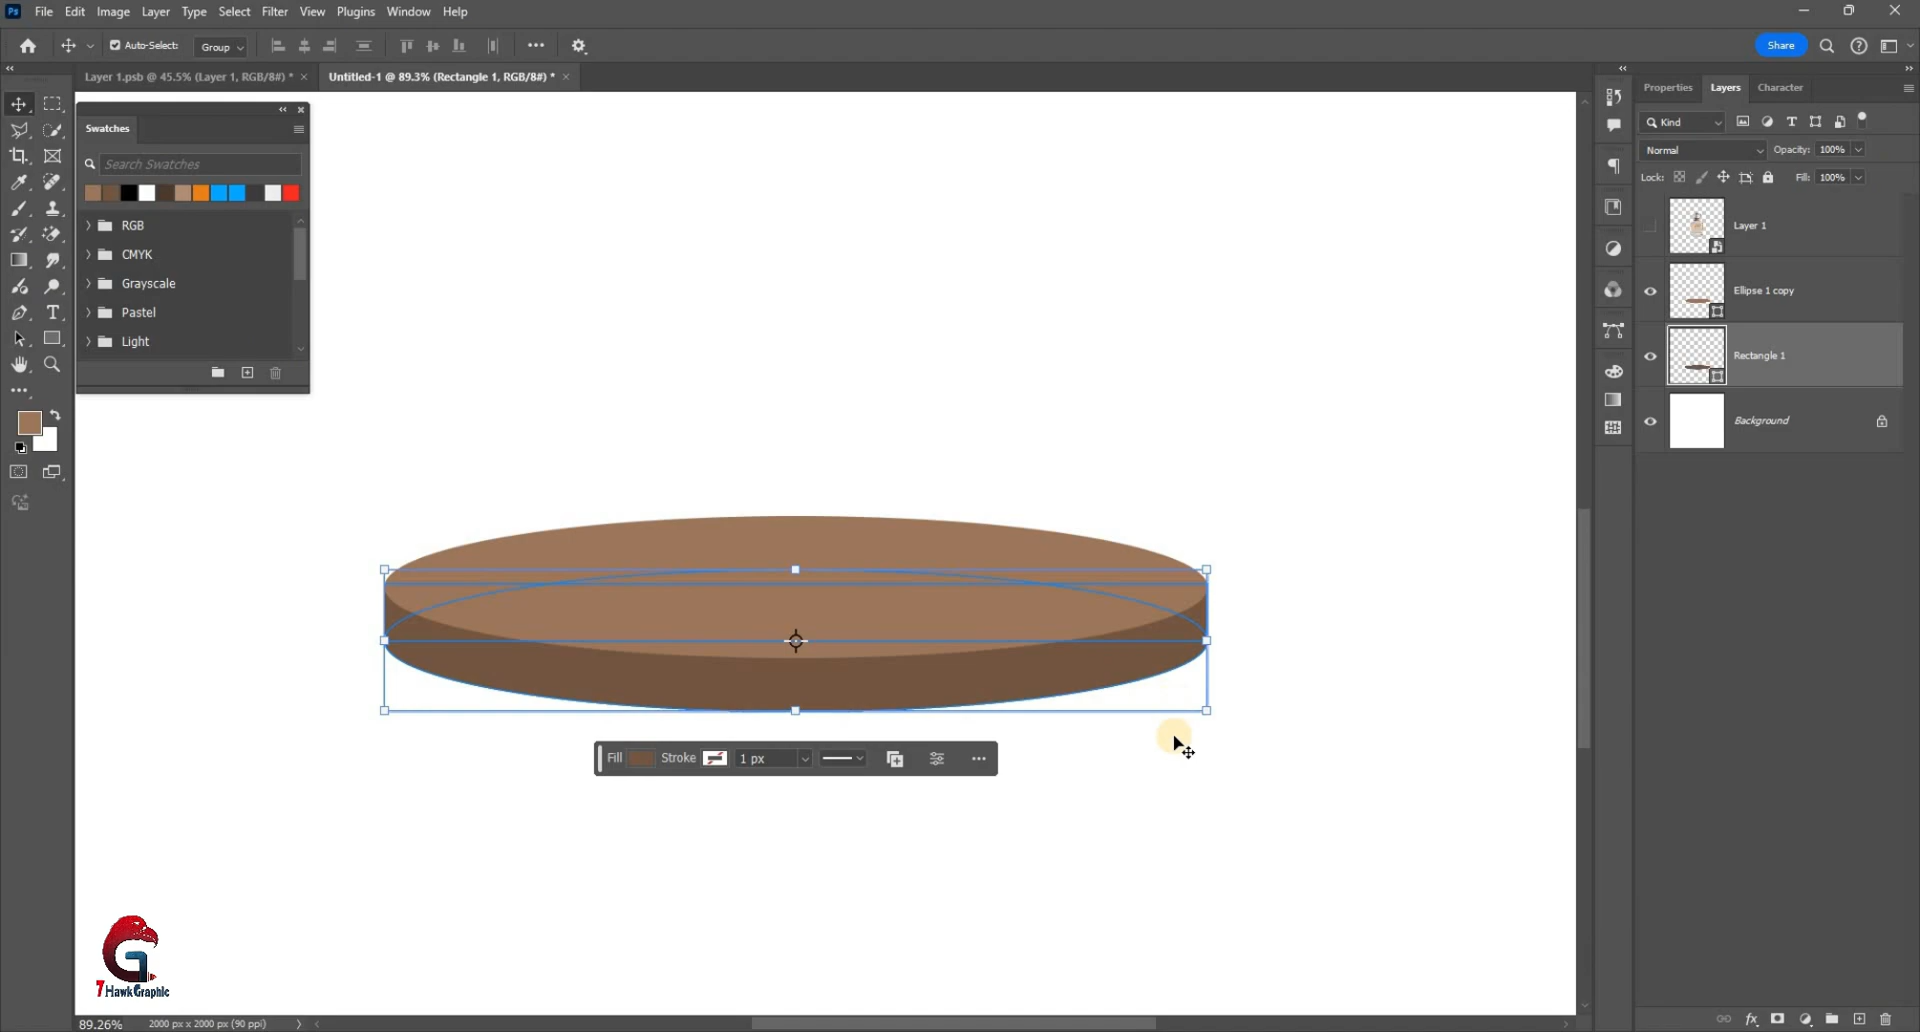 Ps File Edit Image Layer Type Select Filter View Plugins Window Help
Auto-Select: Group Share
Layer 1.psb @ 45.5% (Layer 1, RGB/8#) * × Untitled-1 @ 89.3% (Rectangle 1, RGB/8#) * ×
Swatches
Search Swatches
RGB
CMYK
Grayscale
Pastel
Light
Properties Layers Character
Kind
Normal Opacity: 100%
Lock: Fill: 100%
Layer 1
Ellipse 1 copy
Rectangle 1
Background
Fill Stroke 1 px
7HawkGraphic
89.26% 2000 px x 2000 px (90 ppi)